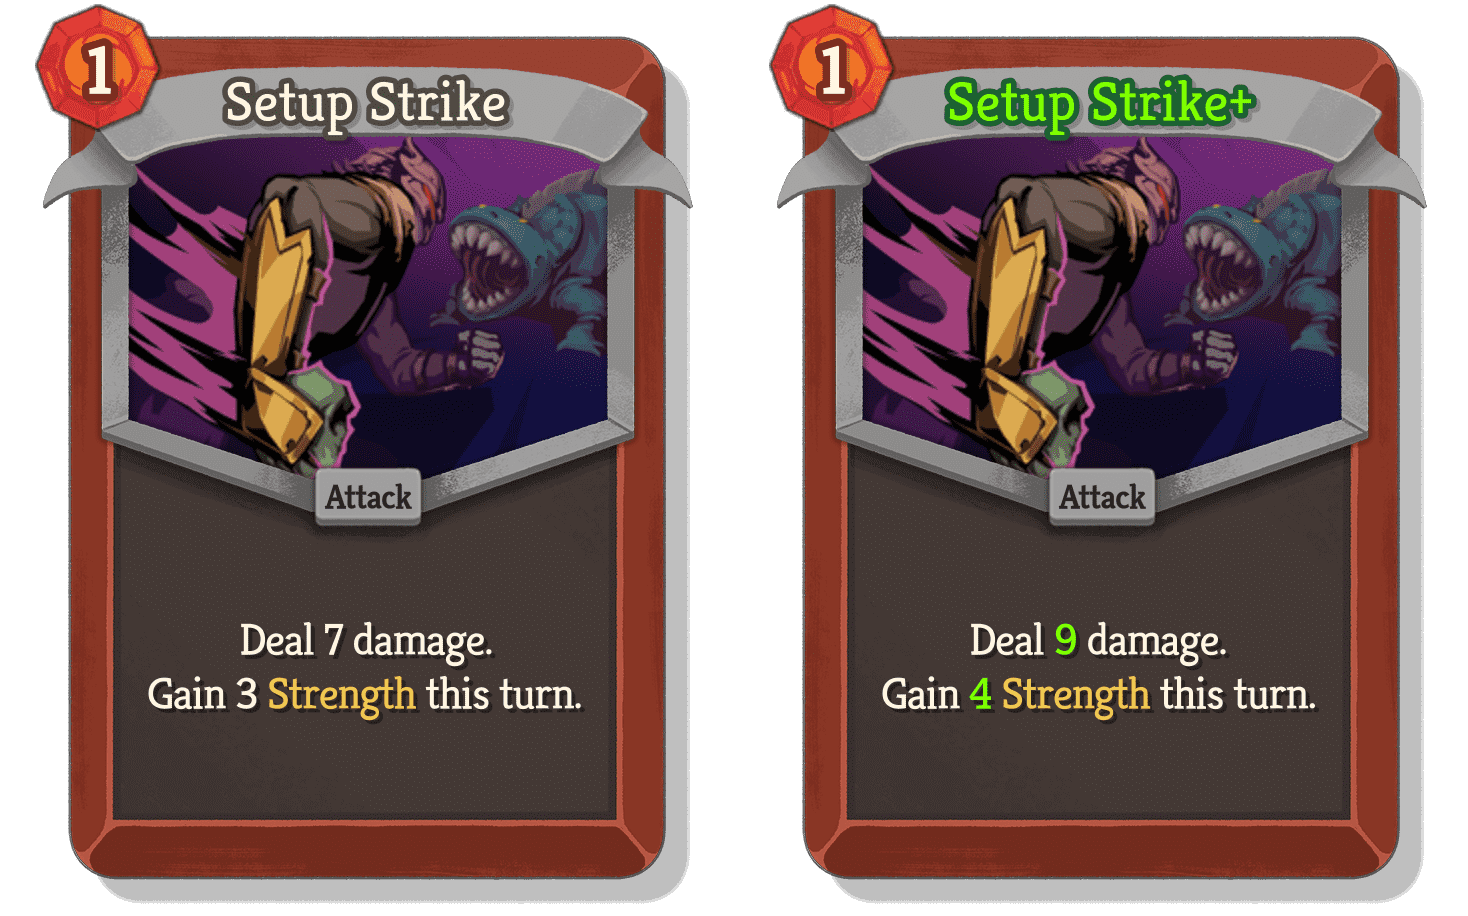 1
Setup Strike
Attack
Deal 7 damage.
Gain 3 Strength this turn.
1
Setup Strike+
Attack
Deal 9 damage.
Gain 4 Strength this turn.